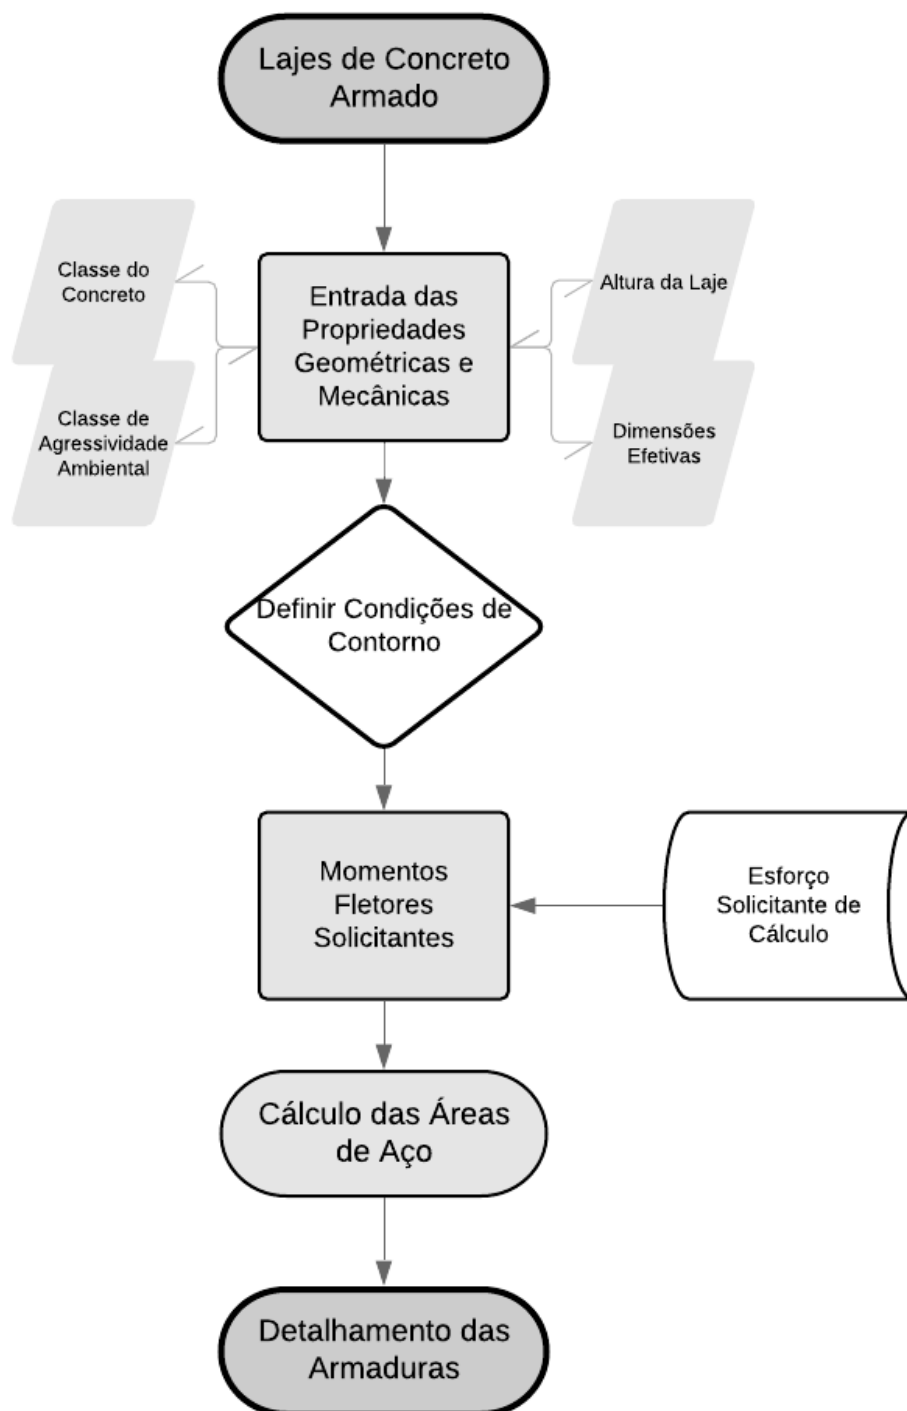 Lajes de Concreto
Armado
Classe do
Concreto
Entrada das
Propriedades
Geométricas e
Mecânicas
Altura da Laje
Classe de
Agressividade
Ambiental
Dimensões
Efetivas
Definir Condições de
Contorno
Momentos
Fletores
Solicitantes
Esforço
Solicitante de
Cálculo
Cálculo das Áreas
de Aço
Detalhamento das
Armaduras